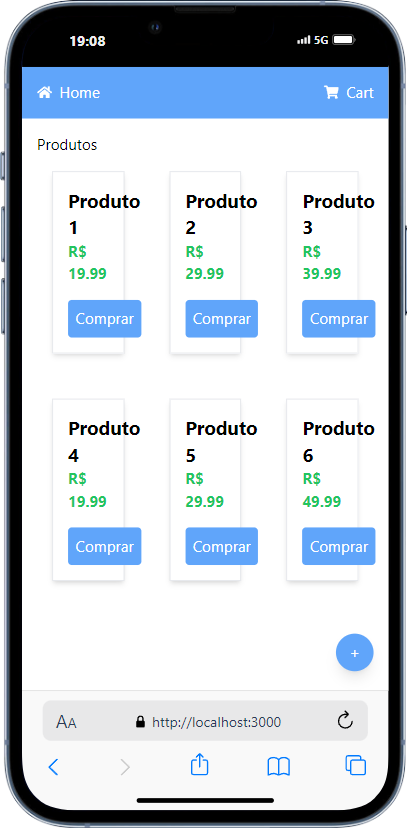 19:08 5G
Home Cart
Produtos
Produto 1
R$ 19.99
Comprar
Produto 2
R$ 29.99
Comprar
Produto 3
R$ 39.99
Comprar
Produto 4
R$ 19.99
Comprar
Produto 5
R$ 29.99
Comprar
Produto 6
R$ 49.99
Comprar
+
AA http://localhost:3000